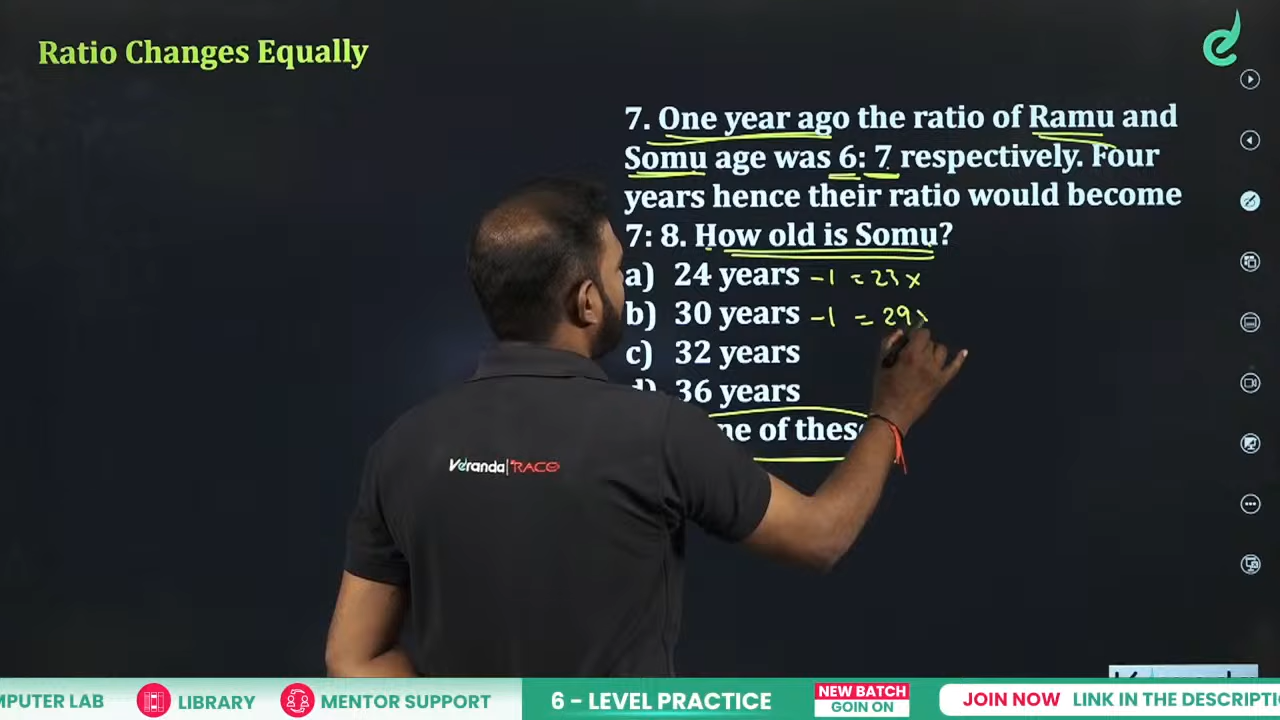 Ratio Changes Equally
7. One year ago the ratio of Ramu and
Somu age was 6: 7 respectively. Four
years hence their ratio would become
7: 8. How old is Somu?
a) 24 years -1 = 23 x
b) 30 years -1 = 29 x
c) 32 years
d) 36 years
ne of these
Veranda|RACE
MPUTER LAB
LIBRARY
MENTOR SUPPORT
6 - LEVEL PRACTICE
NEW BATCH
GOIN ON
JOIN NOW
LINK IN THE DESCRIPTI